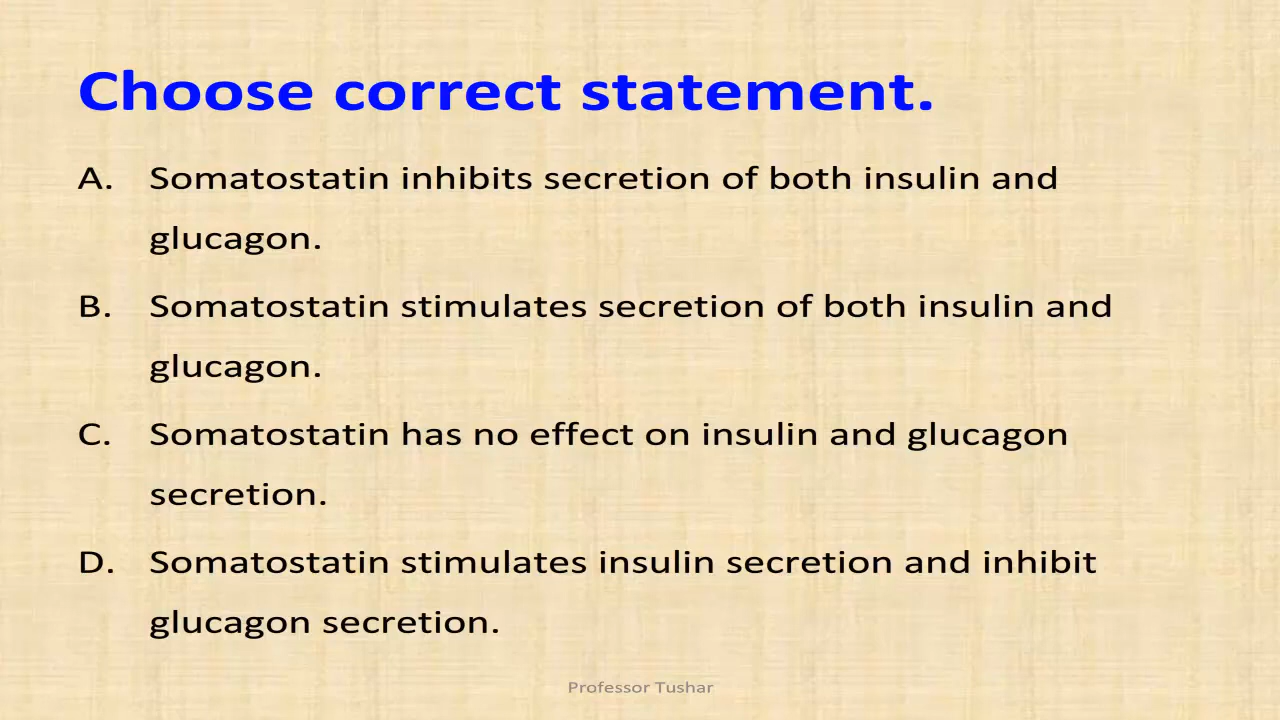 Choose correct statement.
A. Somatostatin inhibits secretion of both insulin and
glucagon.
B. Somatostatin stimulates secretion of both insulin and
glucagon.
C. Somatostatin has no effect on insulin and glucagon
secretion.
D. Somatostatin stimulates insulin secretion and inhibit
glucagon secretion.
Professor Tushar